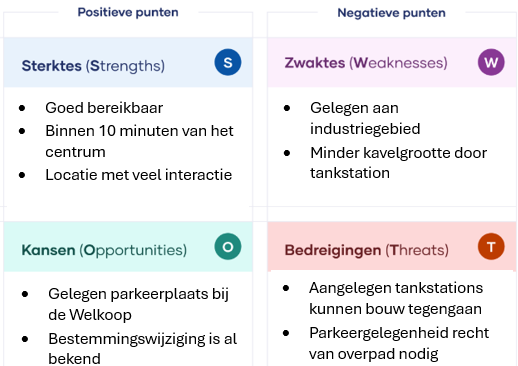 Positieve punten
Negatieve punten
Sterktes (Strengths)
S
Zwaktes (Weaknesses)
W
• Goed bereikbaar
• Binnen 10 minuten van het
centrum
• Locatie met veel interactie
• Gelegen aan
industriegebied
• Minder kavelgrootte door
tankstation
Kansen (Opportunities)
O
Bedreigingen (Threats)
T
• Gelegen parkeerplaats bij
de Welkoop
• Bestemmingswijziging is al
bekend
• Aangelegen tankstations
kunnen bouw tegengaan
• Parkeergelegenheid recht
van overpad nodig